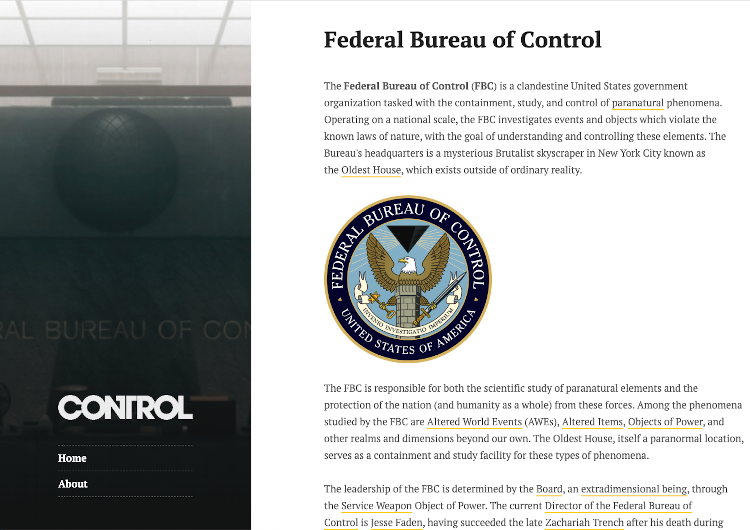 Federal Bureau of Control
The Federal Bureau of Control (FBC) is a clandestine United States government
organization tasked with the containment, study, and control of paranatural phenomena.
Operating on a national scale, the FBC investigates events and objects which violate the
known laws of nature, with the goal of understanding and controlling these elements. The
Bureau's headquarters is a mysterious Brutalist skyscraper in New York City known as
the Oldest House, which exists outside of ordinary reality.
FEDERAL BUREAU OF CONTROL
INVENIO INVESTIGATIO IMPERIUM
UNITED STATES OF AMERICA
RAL BUREAU OF CON
CONTROL
Home
About
The FBC is responsible for both the scientific study of paranatural elements and the
protection of the nation (and humanity as a whole) from these forces. Among the phenomena
studied by the FBC are Altered World Events (AWEs), Altered Items, Objects of Power, and
other realms and dimensions beyond our own. The Oldest House, itself a paranormal location,
serves as a containment and study facility for these types of phenomena.
The leadership of the FBC is determined by the Board, an extradimensional being, through
the Service Weapon Object of Power. The current Director of the Federal Bureau of
Control is Jesse Faden, having succeeded the late Zachariah Trench after his death during